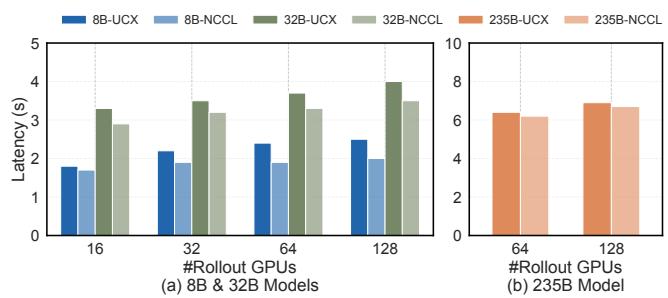 8B-UCX 8B-NCCL 32B-UCX 32B-NCCL 235B-UCX 235B-NCCL
Latency (s)
5
4
3
2
1
0
16 32 64 128
#Rollout GPUs
(a) 8B & 32B Models
10
8
6
4
2
0
64 128
#Rollout GPUs
(b) 235B Model